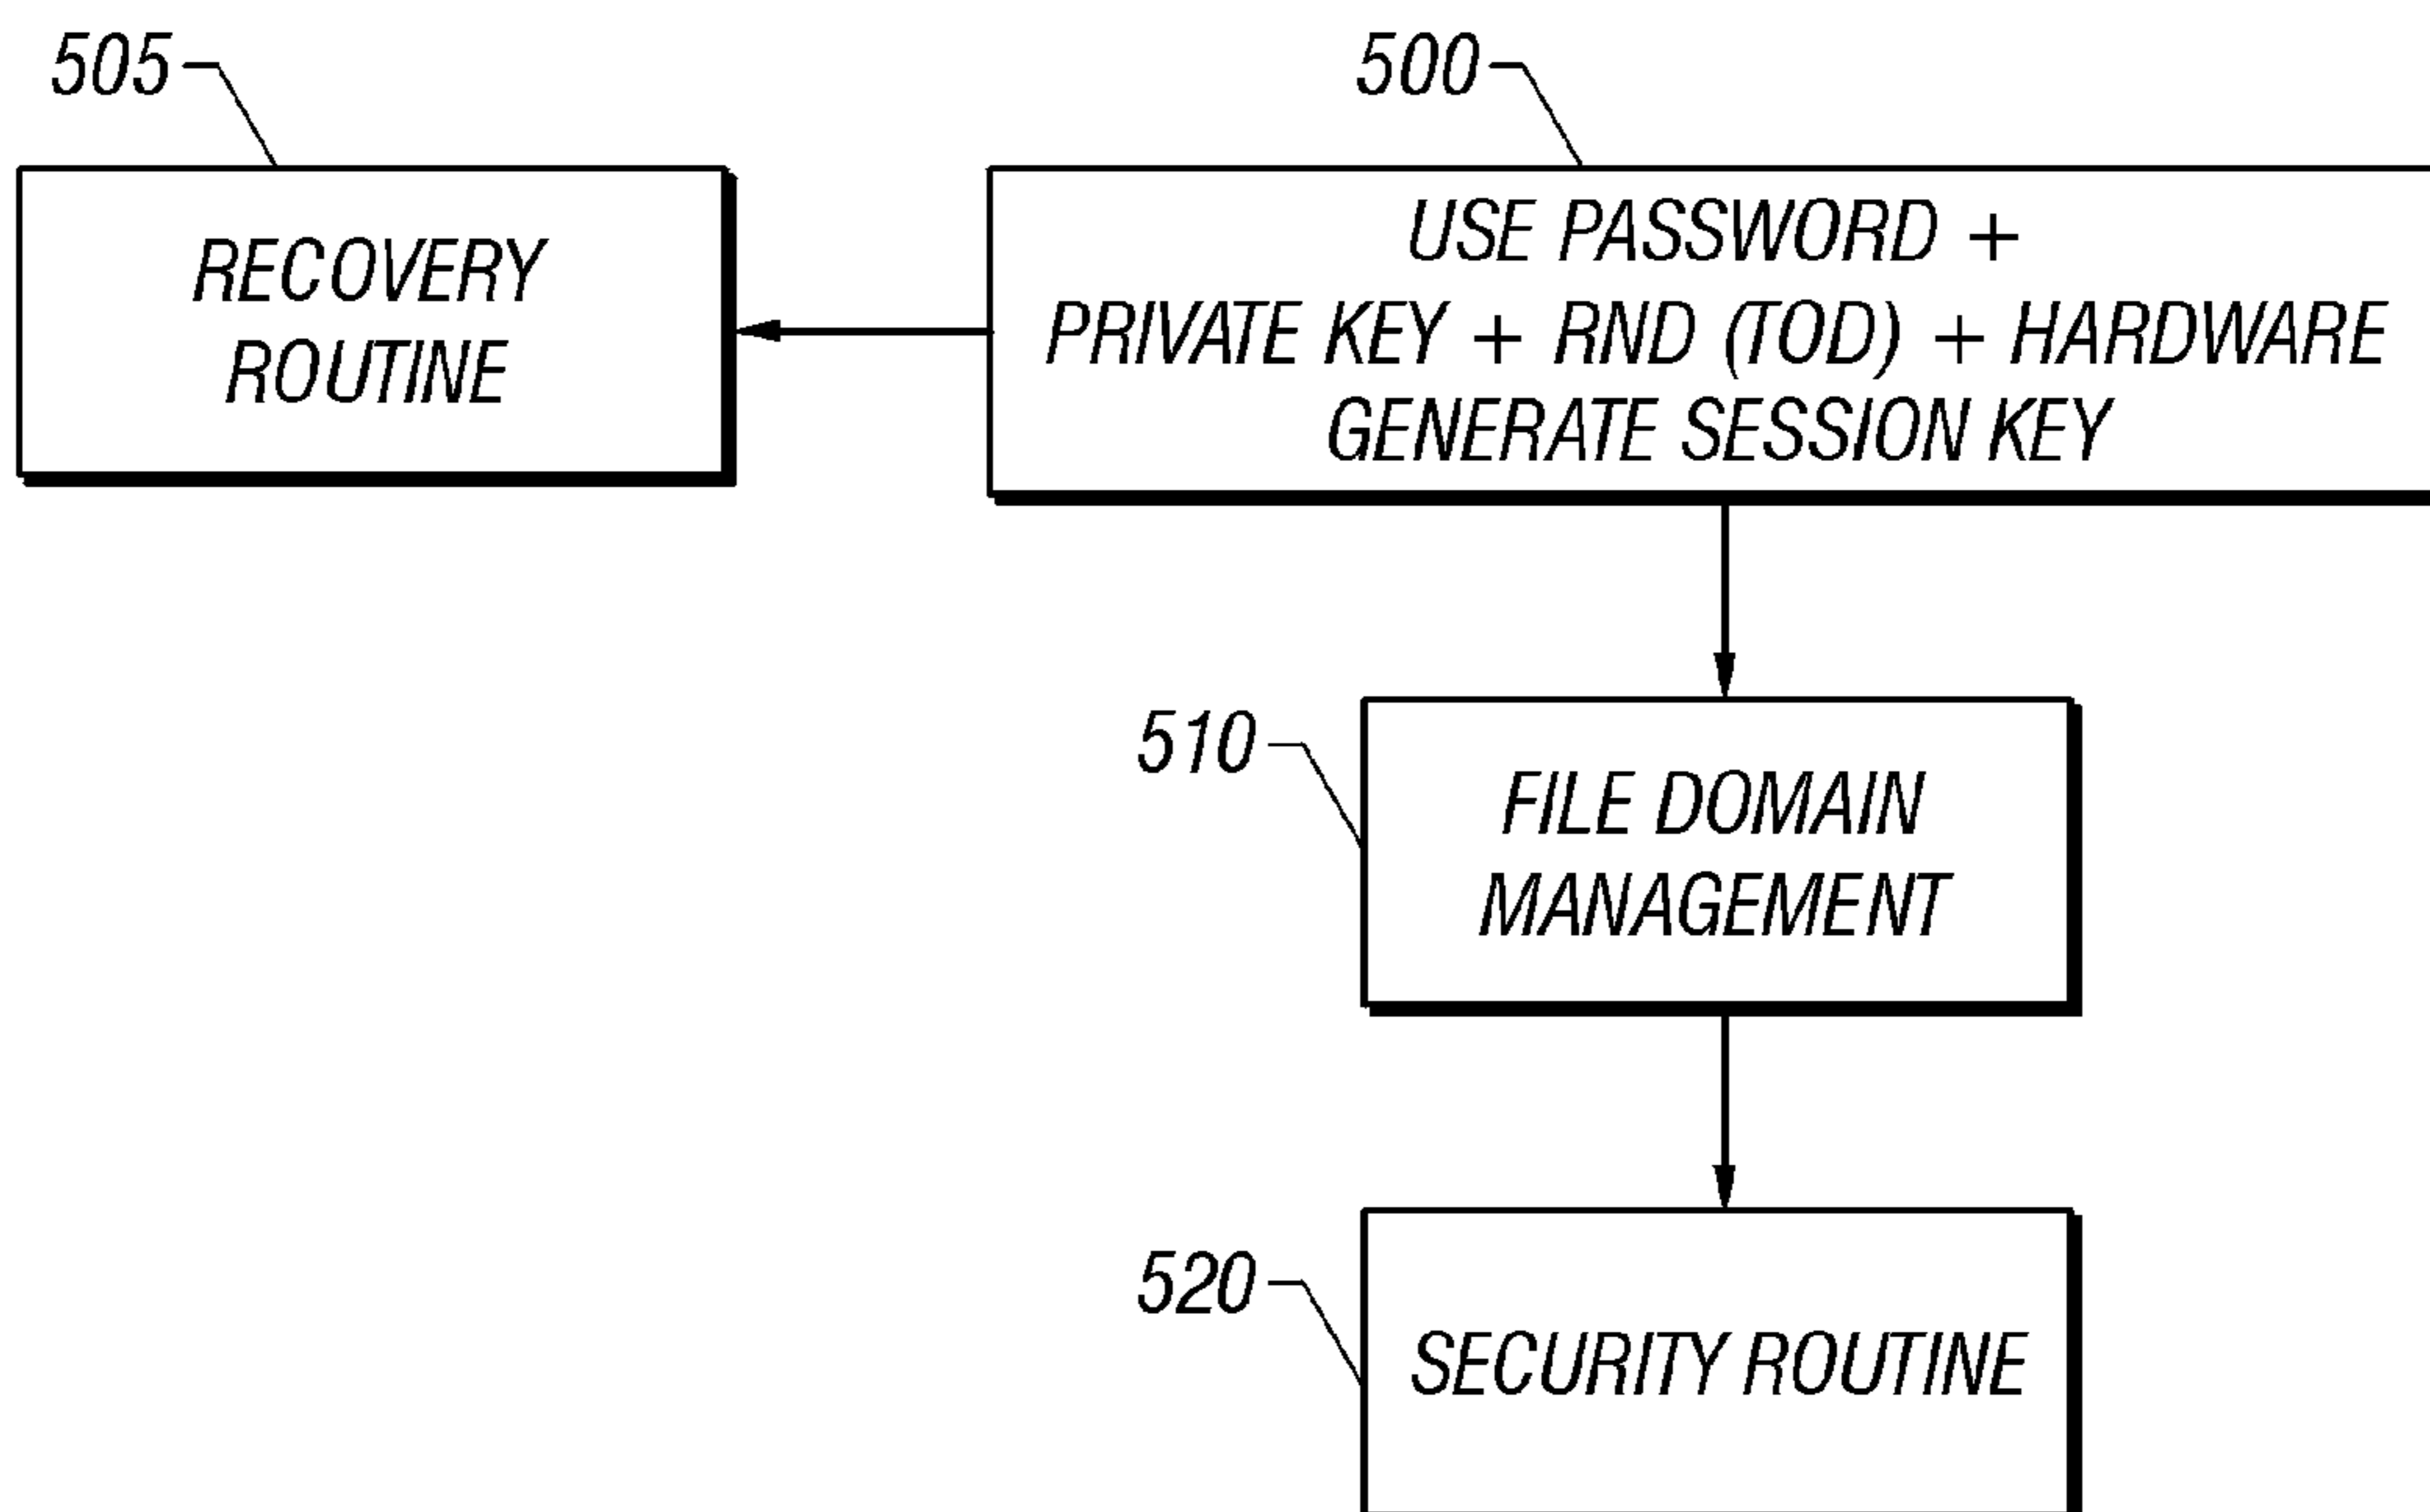 505
500
RECOVERY
ROUTINE
USE PASSWORD +
PRIVATE KEY + RND (TOD) + HARDWARE
GENERATE SESSION KEY
510
FILE DOMAIN
MANAGEMENT
520
SECURITY ROUTINE